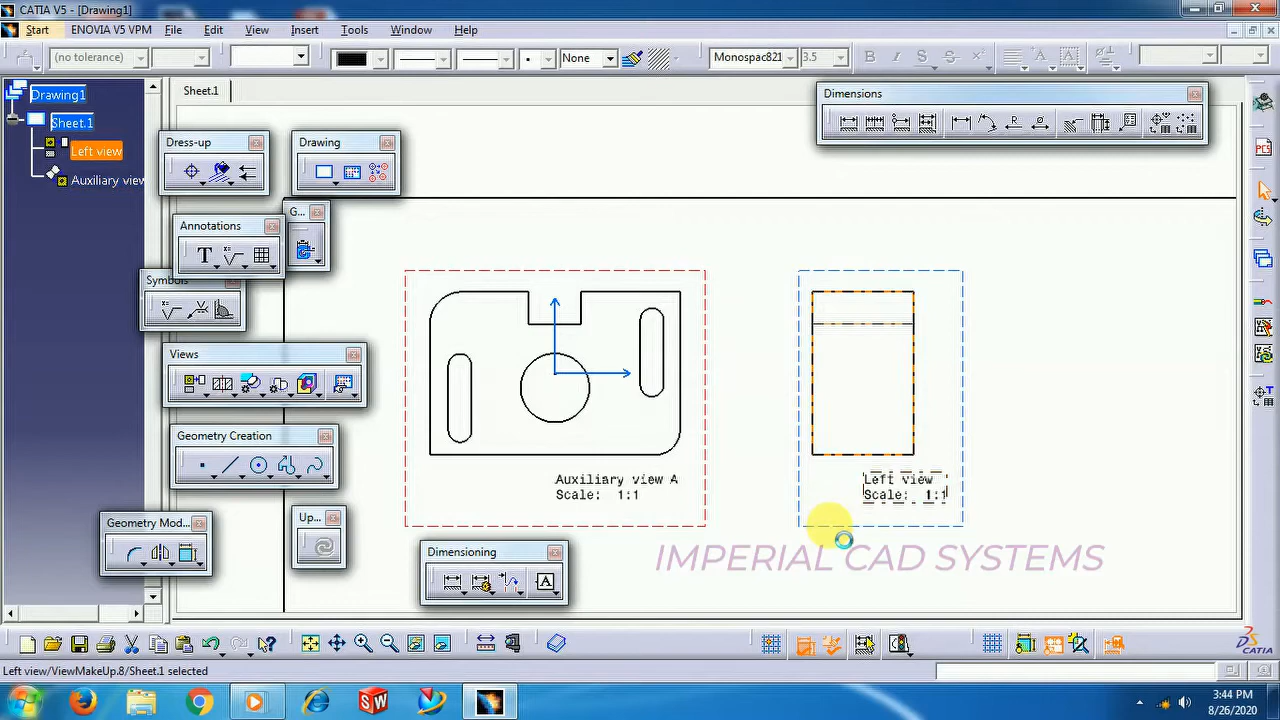 CATIA V5 - [Drawing1]
Start ENOVIA V5 VPM File Edit View Insert Tools Window Help
(no tolerance) None Monospac821 3.5 B I S S x
Drawing1
Sheet.1
Left view
Auxiliary view
Sheet.1
Dimensions
Dress-up
Drawing
G...
Annotations
Symbols
Views
Geometry Creation
Geometry Mod...
Up...
Dimensioning
Auxiliary view A
Scale: 1:1
Left view
Scale: 1:1
IMPERIAL CAD SYSTEMS
PCS
CATIA
Left view/ViewMakeUp.8/Sheet.1 selected
3:44 PM
8/26/2020